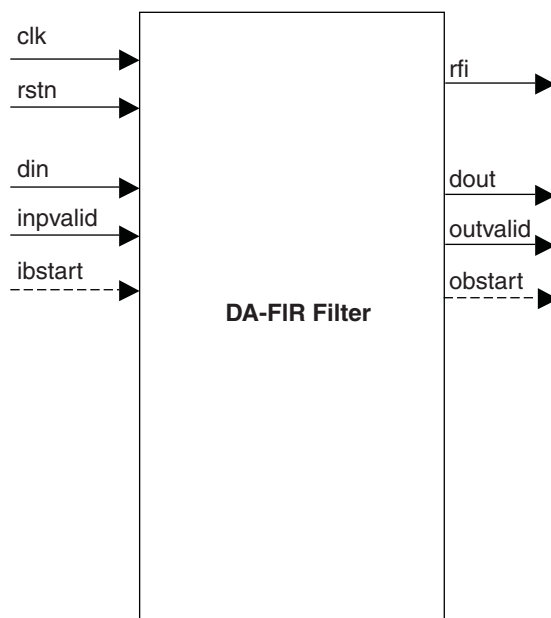 clk
rstn
din
inpvalid
ibstart
DA-FIR Filter
rfi
dout
outvalid
obstart